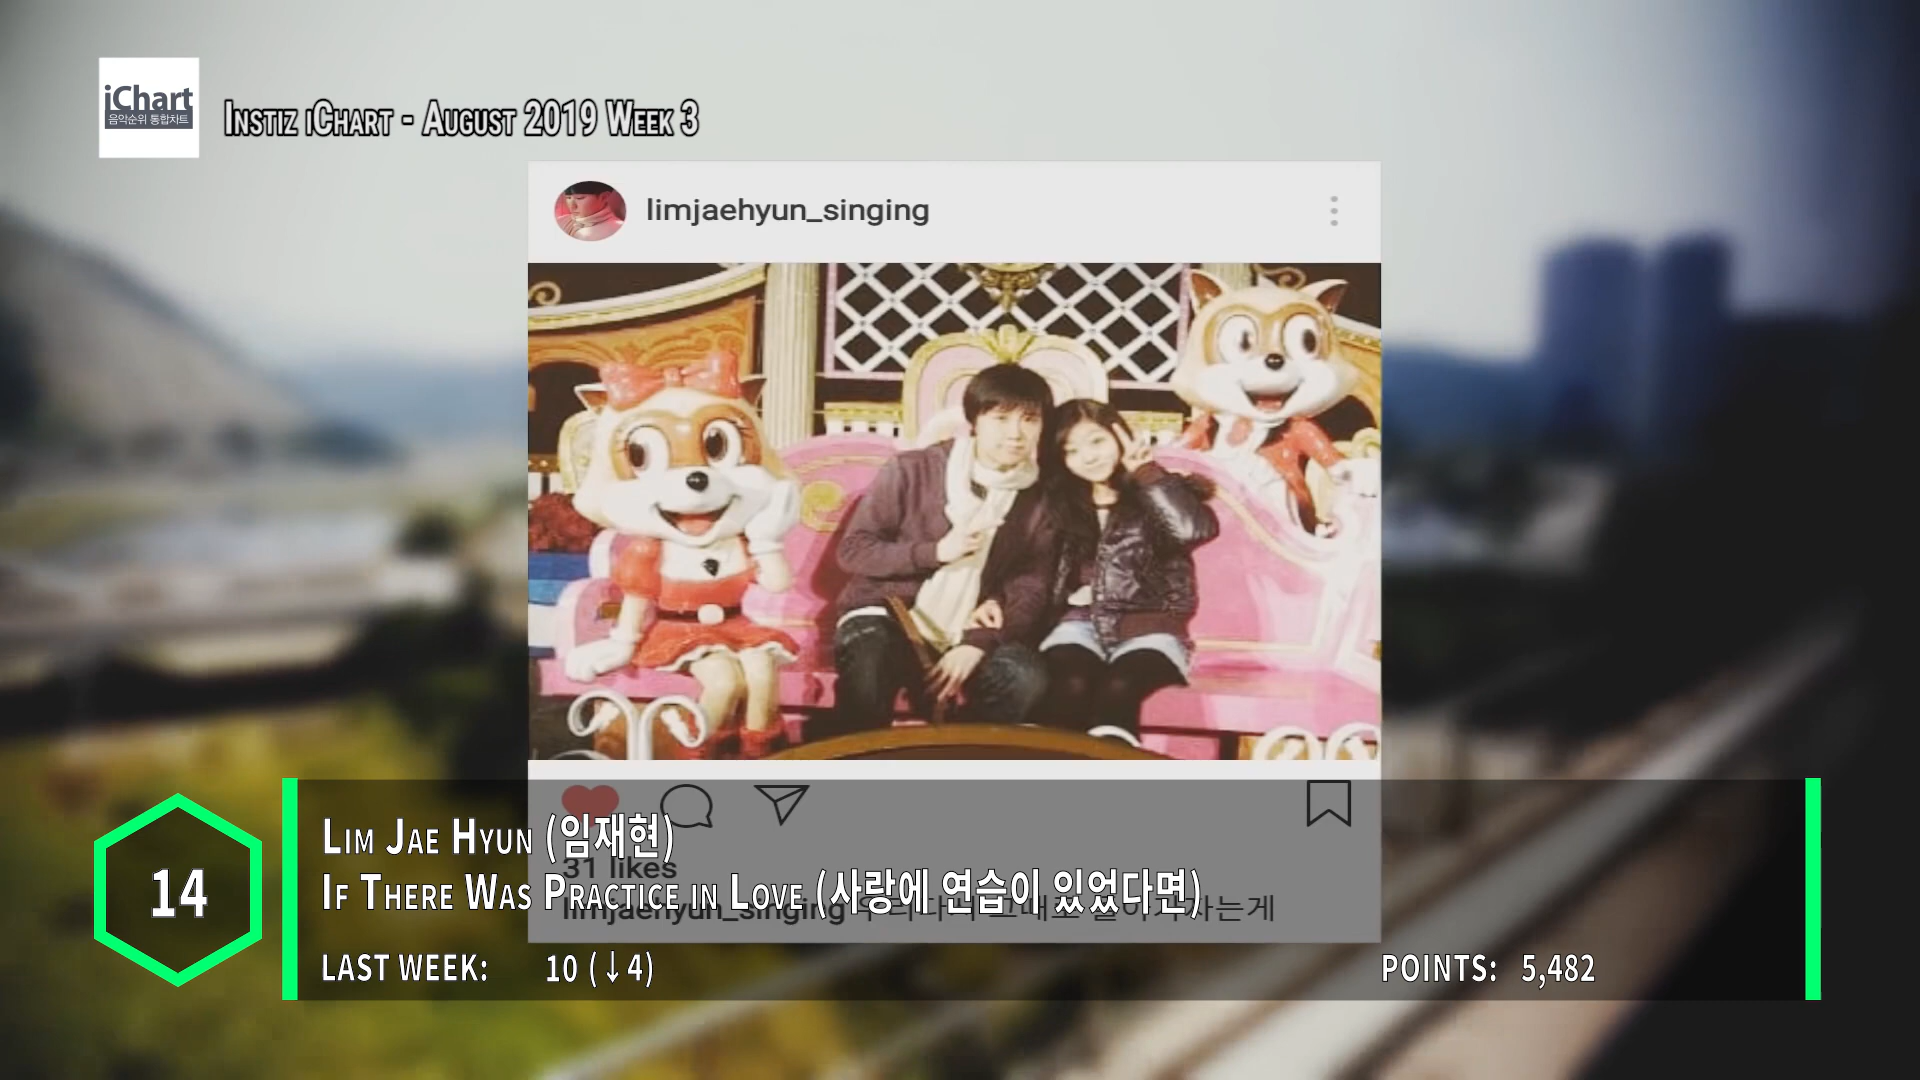 iChart
음악순위 통합차트
Instiz iChart - August 2019 Week 3
limjaehyun_singing
14
Lim Jae Hyun (임재현)
31 likes
If There Was Practice in Love (사랑에 연습이 있었다면)
limjaehyun_singing
LAST WEEK: 10 (↓4)
POINTS: 5,482